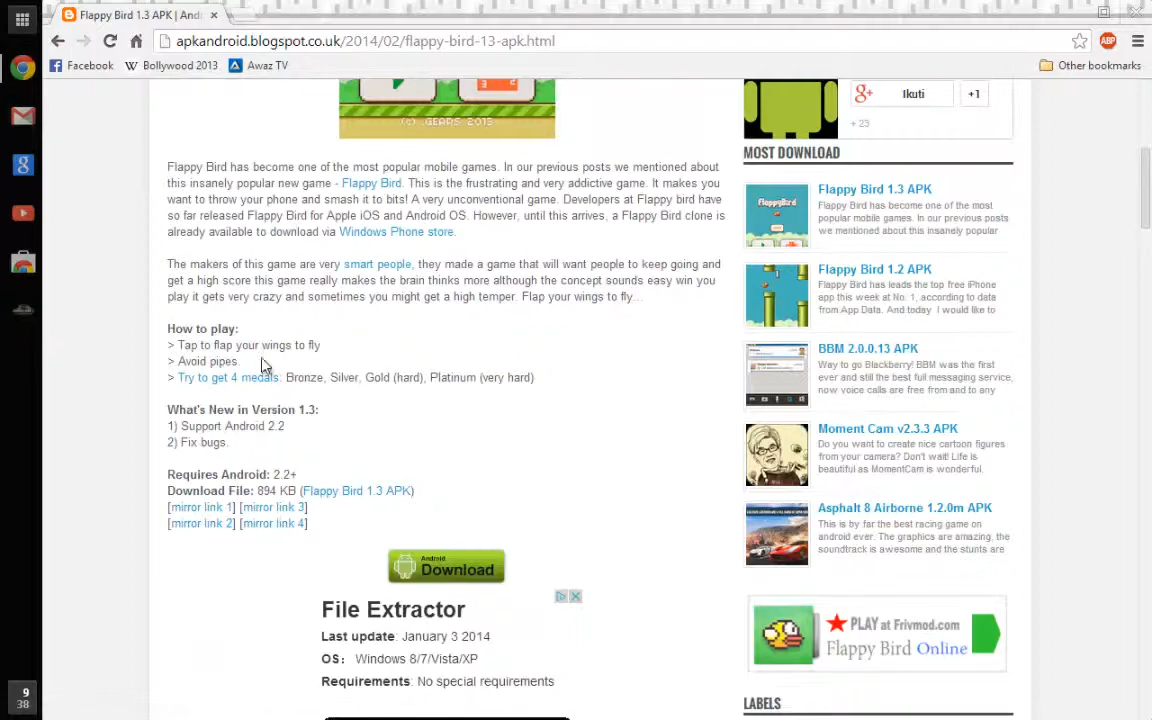 Flappy Bird 1.3 APK | And
apkandroid.blogspot.co.uk/2014/02/flappy-bird-13-apk.html
ABP
Facebook
W Bollywood 2013
Awaz TV
Other bookmarks
(c) .GEARS 2013
Flappy Bird has become one of the most popular mobile games. In our previous posts we mentioned about
this insanely popular new game - Flappy Bird. This is the frustrating and very addictive game. It makes you
want to throw your phone and smash it to bits! A very unconventional game. Developers at Flappy bird have
so far released Flappy Bird for Apple iOS and Android OS. However, until this arrives, a Flappy Bird clone is
already available to download via Windows Phone store.
The makers of this game are very smart people, they made a game that will want people to keep going and
get a high score this game really makes the brain thinks more although the concept sounds easy win you
play it gets very crazy and sometimes you might get a high temper. Flap your wings to fly...
How to play:
> Tap to flap your wings to fly
> Avoid pipes.
> Try to get 4 medals: Bronze, Silver, Gold (hard), Platinum (very hard)
What's New in Version 1.3:
1) Support Android 2.2
2) Fix bugs.
Requires Android: 2.2+
Download File: 894 KB (Flappy Bird 1.3 APK)
[mirror link 1] [mirror link 3]
[mirror link 2] [mirror link 4]
Android
Download
File Extractor
Last update: January 3 2014
OS: Windows 8/7/Vista/XP
Requirements: No special requirements
g+ Ikuti +1
+ 23
MOST DOWNLOAD
FlappyBird
Flappy Bird 1.3 APK
Flappy Bird has become one of the most
popular mobile games. In our previous posts
we mentioned about this insanely popular
Flappy Bird 1.2 APK
Flappy Bird has leads the top free iPhone
app this week at No. 1, according to data
from App Data. And today I would like to
BBM 2.0.0.13 APK
Way to go Blackberry! BBM was the first
ever and still the best full messaging service,
now voice calls are free from and to any
Moment Cam v2.3.3 APK
Do you want to create nice cartoon figures
from your camera? Don't wait! Life is
beautiful as MomentCam is wonderful.
Asphalt 8 Airborne 1.2.0m APK
This is by far the best racing game on
android ever. The graphics are amazing, the
soundtrack is awesome and the stunts are
PLAY at Frivmod.com
Flappy Bird Online
LABELS
9
38